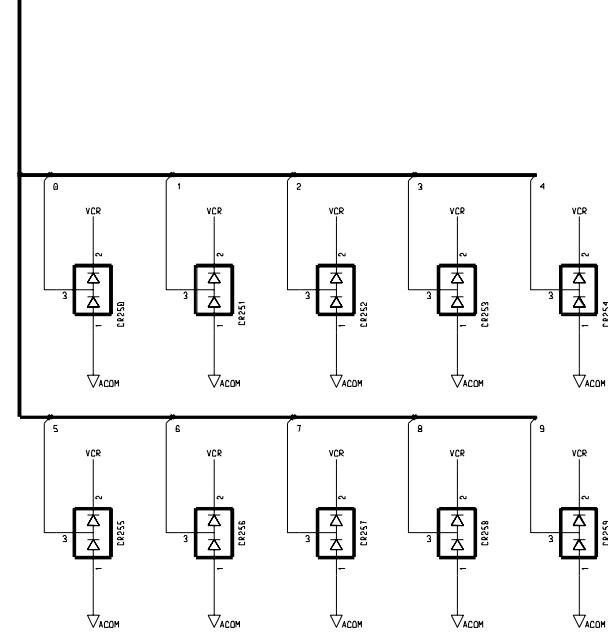 0 1 2 3 4
VCR VCR VCR VCR VCR
2 2 2 2 2
3 3 3 3 3
CR250 CR251 CR252 CR253 CR254
1 1 1 1 1
ACOM ACOM ACOM ACOM ACOM
5 6 7 8 9
VCR VCR VCR VCR VCR
2 2 2 2 2
3 3 3 3 3
CR255 CR256 CR257 CR258 CR259
1 1 1 1 1
ACOM ACOM ACOM ACOM ACOM